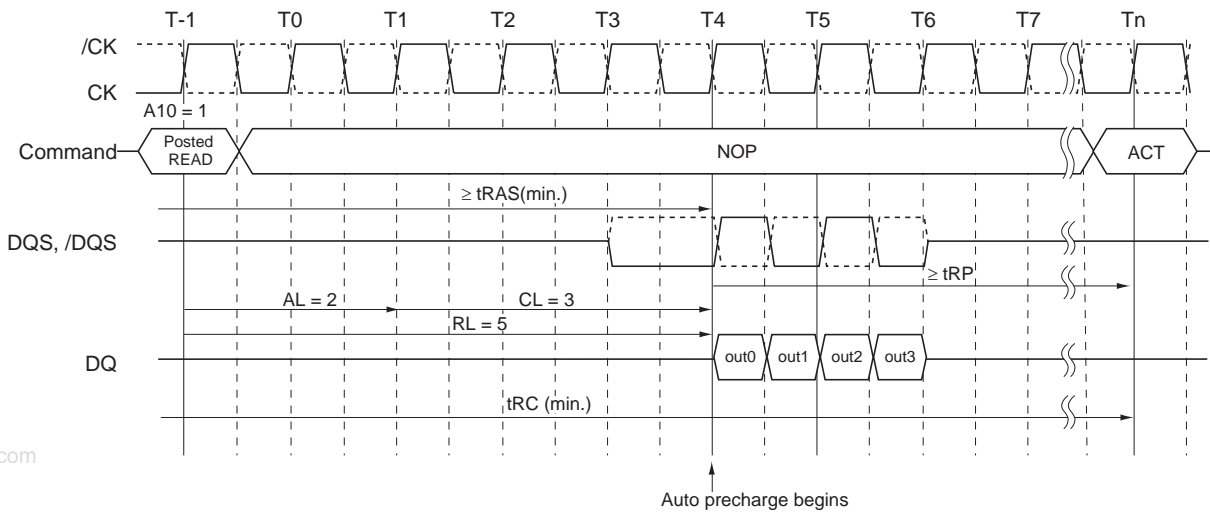 T-1 T0 T1 T2 T3 T4 T5 T6 T7 Tn
/CK
CK
A10 = 1
Command
Posted
READ
NOP
ACT
≥ tRAS(min.)
DQS, /DQS
≥ tRP
AL = 2
CL = 3
RL = 5
DQ
out0 out1 out2 out3
tRC (min.)
com
Auto precharge begins